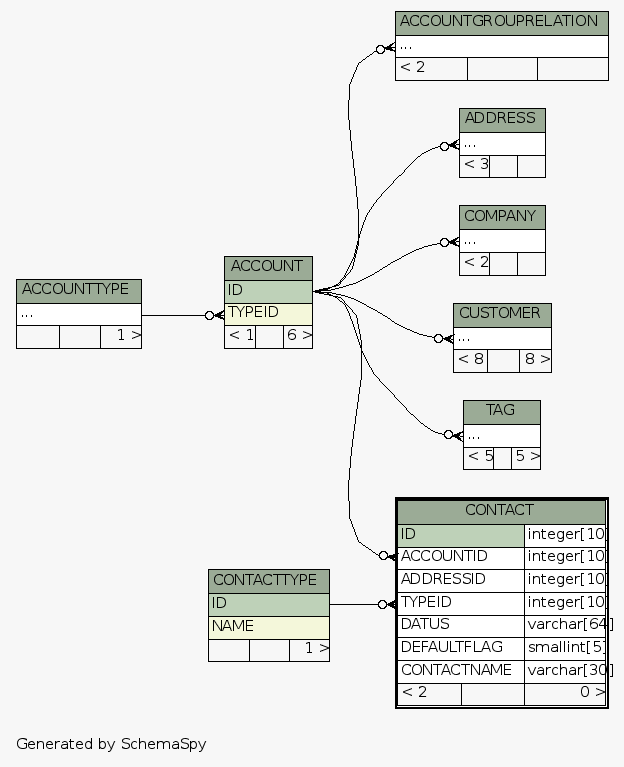 ACCOUNTGROUPRELATION
...
< 2
ADDRESS
...
< 3
COMPANY
...
< 2
ACCOUNTTYPE
...
1 >
ACCOUNT
ID
TYPEID
< 1 6 >
CUSTOMER
...
< 8 8 >
TAG
...
< 5 5 >
CONTACTTYPE
ID
NAME
1 >
CONTACT
ID integer[10]
ACCOUNTID integer[10]
ADDRESSID integer[10]
TYPEID integer[10]
DATUS varchar[64]
DEFAULTFLAG smallint[5]
CONTACTNAME varchar[30]
< 2 0 >
Generated by SchemaSpy